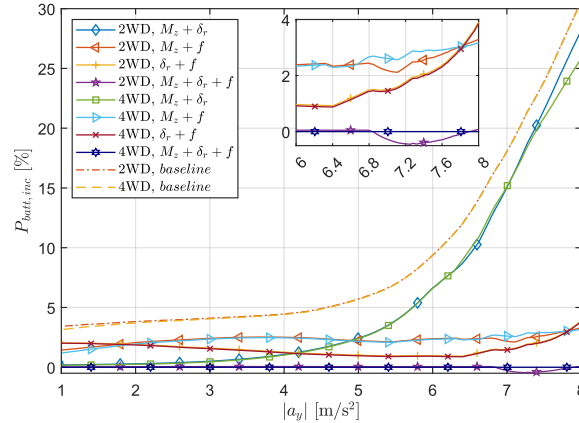 30
25
20
15
10
5
0
P_{batt,inc} [%]
2WD, M_z + δ_r
2WD, M_z + f
2WD, δ_r + f
2WD, M_z + δ_r + f
4WD, M_z + δ_r
4WD, M_z + f
4WD, δ_r + f
4WD, M_z + δ_r + f
2WD, baseline
4WD, baseline
4
2
0
6 6.4 6.8 7.2 7.6 8
1 2 3 4 5 6 7 8
|a_y| [m/s²]